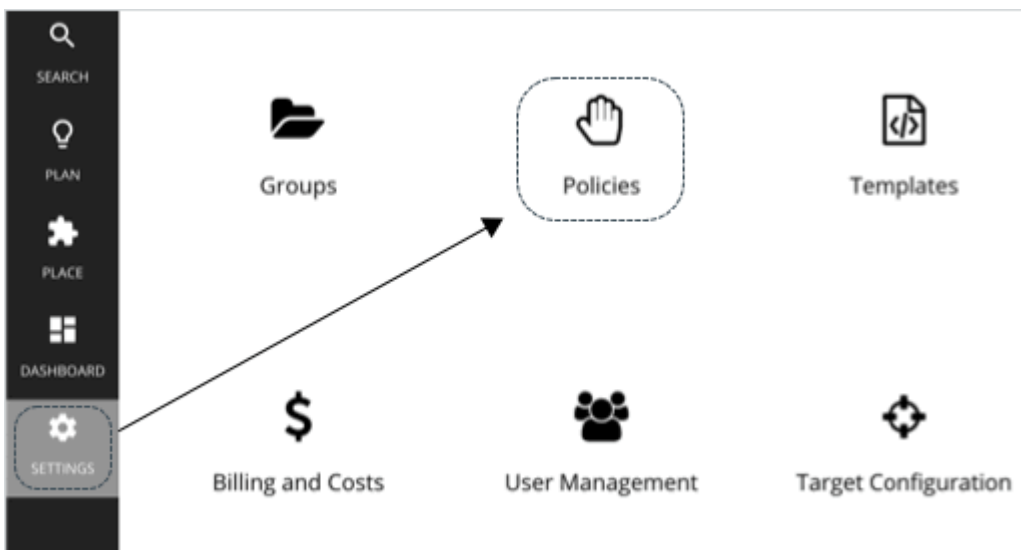 SEARCH
PLAN
PLACE
DASHBOARD
SETTINGS
Groups
Policies
Templates
Billing and Costs
User Management
Target Configuration